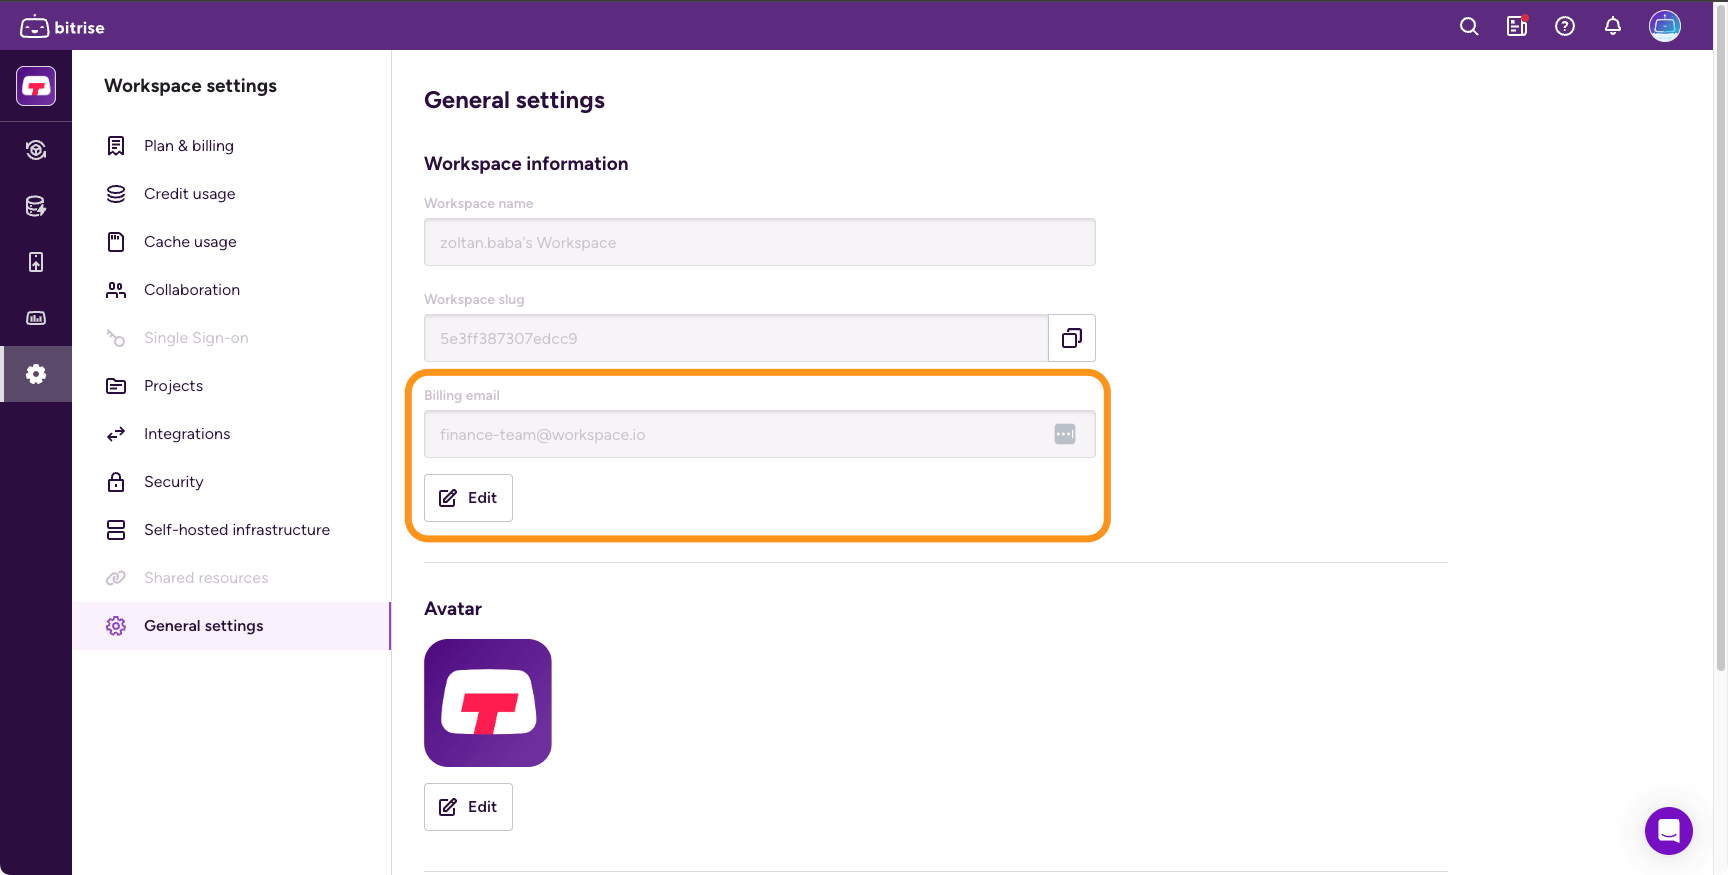 bitrise
Workspace settings
Plan & billing
Credit usage
Cache usage
Collaboration
Single Sign-on
Projects
Integrations
Security
Self-hosted infrastructure
Shared resources
General settings
General settings
Workspace information
Workspace name
zoltan.baba's Workspace
Workspace slug
5e3ff387307edcc9
Billing email
finance-team@workspace.io
Edit
Avatar
T
Edit